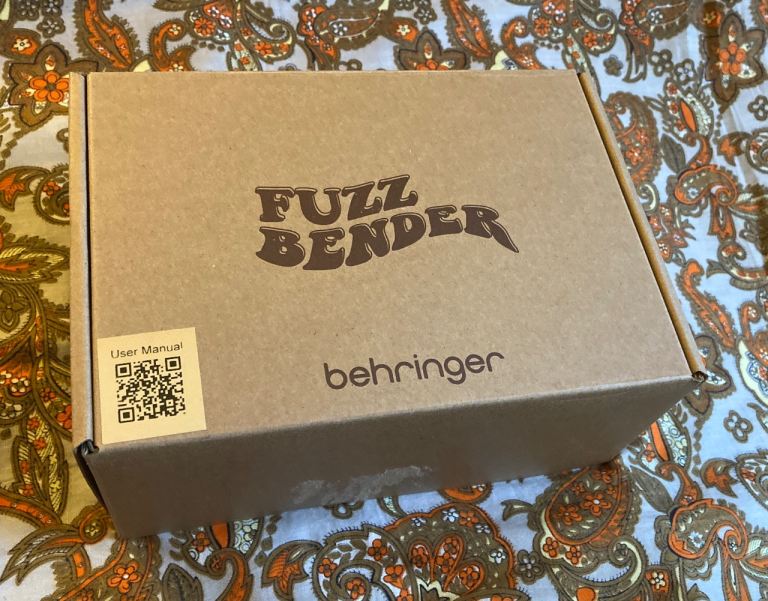 FUZZ
BENDER
User Manual
behringer